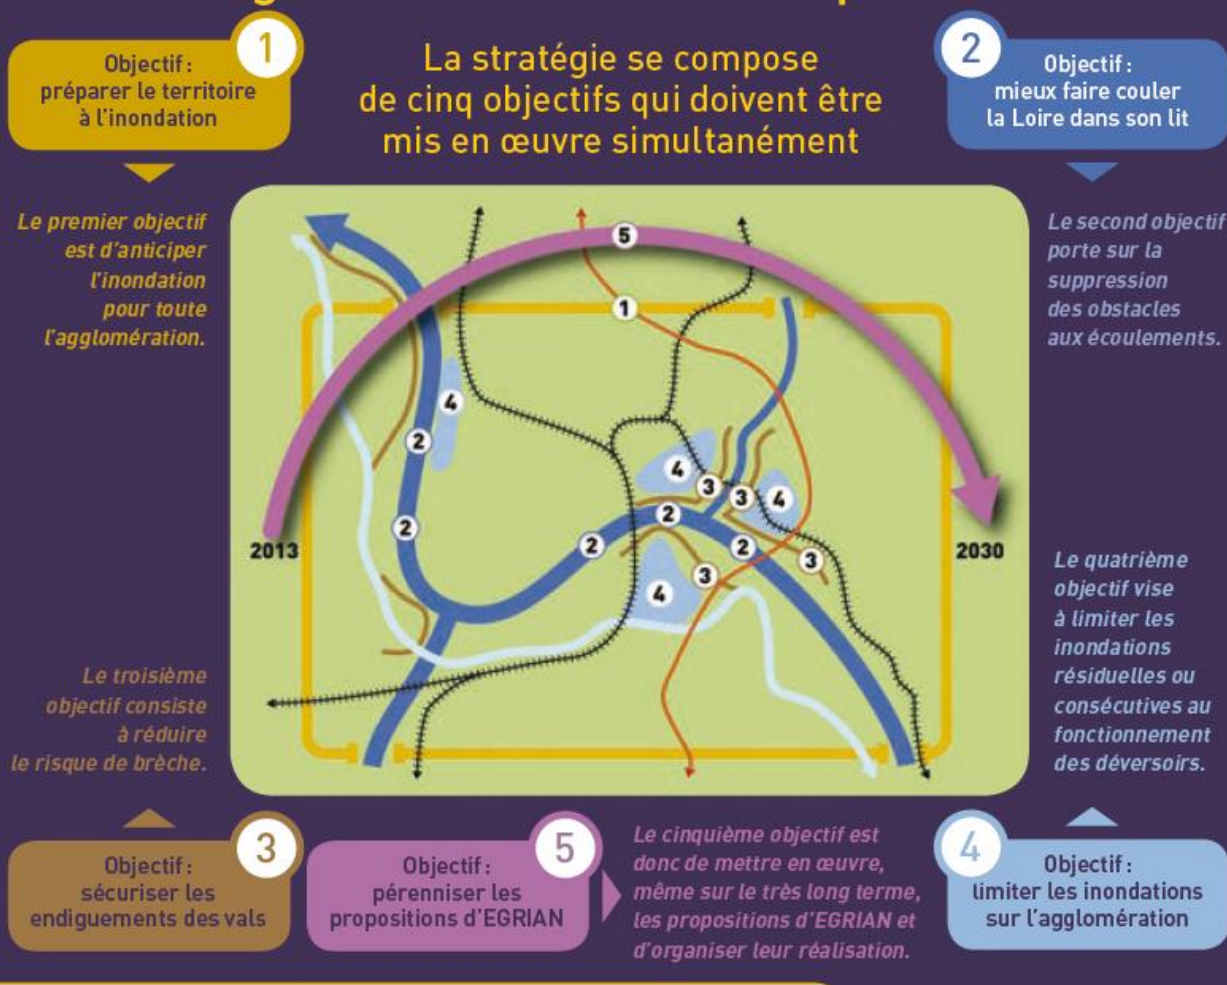 1
Objectif :
préparer le territoire
à l'inondation
La stratégie se compose
de cinq objectifs qui doivent être
mis en œuvre simultanément
2
Objectif :
mieux faire couler
la Loire dans son lit
Le premier objectif
est d'anticiper
l'inondation
pour toute
l'agglomération.
Le second objectif
porte sur la
suppression
des obstacles
aux écoulements.
5
1
4
2
4
3
3
4
2
2
2
2
3
3
4
2013
2030
Le troisième
objectif consiste
à réduire
le risque de brèche.
Le quatrième
objectif vise
à limiter les
inondations
résiduelles ou
consécutives au
fonctionnement
des déversoirs.
3
Objectif :
sécuriser les
endiguements des vals
5
Objectif :
pérenniser les
propositions d'EGRIAN
Le cinquième objectif est
donc de mettre en œuvre,
même sur le très long terme,
les propositions d'EGRIAN et
d'organiser leur réalisation.
4
Objectif :
limiter les inondations
sur l'agglomération